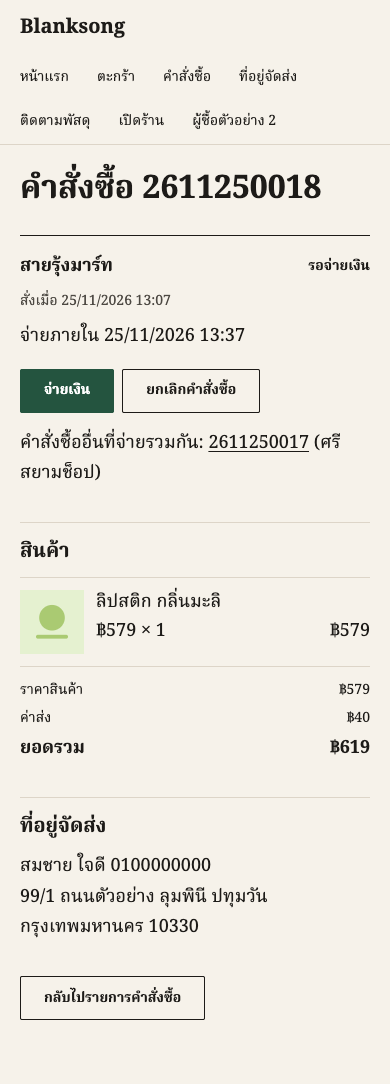 Blanksong
หน้าแรก ตะกร้า คำสั่งซื้อ ที่อยู่จัดส่ง
ติดตามพัสดุ เปิดร้าน ผู้ซื้อตัวอย่าง 2
คำสั่งซื้อ 2611250018
สายรุ้งมาร์ท รอจ่ายเงิน
สั่งเมื่อ 25/11/2026 13:07
จ่ายภายใน 25/11/2026 13:37
จ่ายเงิน ยกเลิกคำสั่งซื้อ
คำสั่งซื้ออื่นที่จ่ายรวมกัน: 2611250017 (ศรี
สยามช็อป)
สินค้า
ลิปสติก กลิ่นมะลิ
฿579 × 1 ฿579
ราคาสินค้า ฿579
ค่าส่ง ฿40
ยอดรวม ฿619
ที่อยู่จัดส่ง
สมชาย ใจดี 0100000000
99/1 ถนนตัวอย่าง ลุมพินี ปทุมวัน
กรุงเทพมหานคร 10330
กลับไปรายการคำสั่งซื้อ